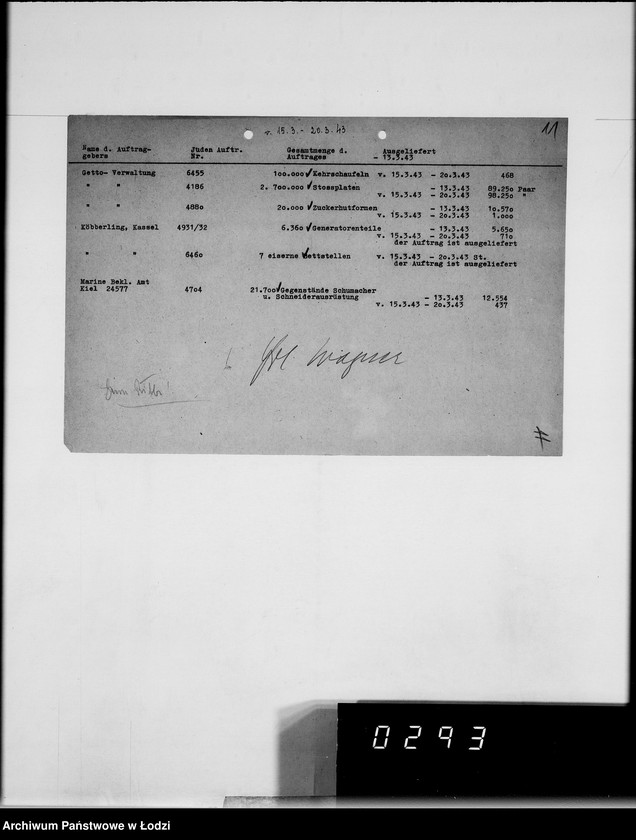 v. 15.3. - 20.3.43
11
Name d. Auftrag- Juden Auftr. Gesamtmenge d. Ausgeliefert
gebers Nr. Auftrages - 13.3.43
Getto- Verwaltung 6455 100.000 Kehrschaufeln v. 15.3.43 - 20.3.43 468
" " 4186 2. 700.000 Stossplaten - 13.3.43 89.250 Paar
v. 15.3.43 - 20.3.43 98.250 "
" " 4880 20.000 Zuckerhutformen - 13.3.43 10.570
v. 15.3.43 - 20.3.43 1.000
Köbberling, Kassel 4931/32 6.360 Generatorenteile - 13.3.43 5.650
v. 15.3.43 - 20.3.43 710
der Auftrag ist ausgeliefert
" " 6460 7 eiserne Bettstellen v. 15.3.43 - 20.3.43 St.
der Auftrag ist ausgeliefert
Marine Bekl. Amt
Kiel 24577 4704 21.700 Gegenstände Schumacher
u. Schneiderausrüstung - 13.3.43 12.554
v. 15.3.43 - 20.3.43 437
Frl. Wagner
0293
Archiwum Państwowe w Łodzi